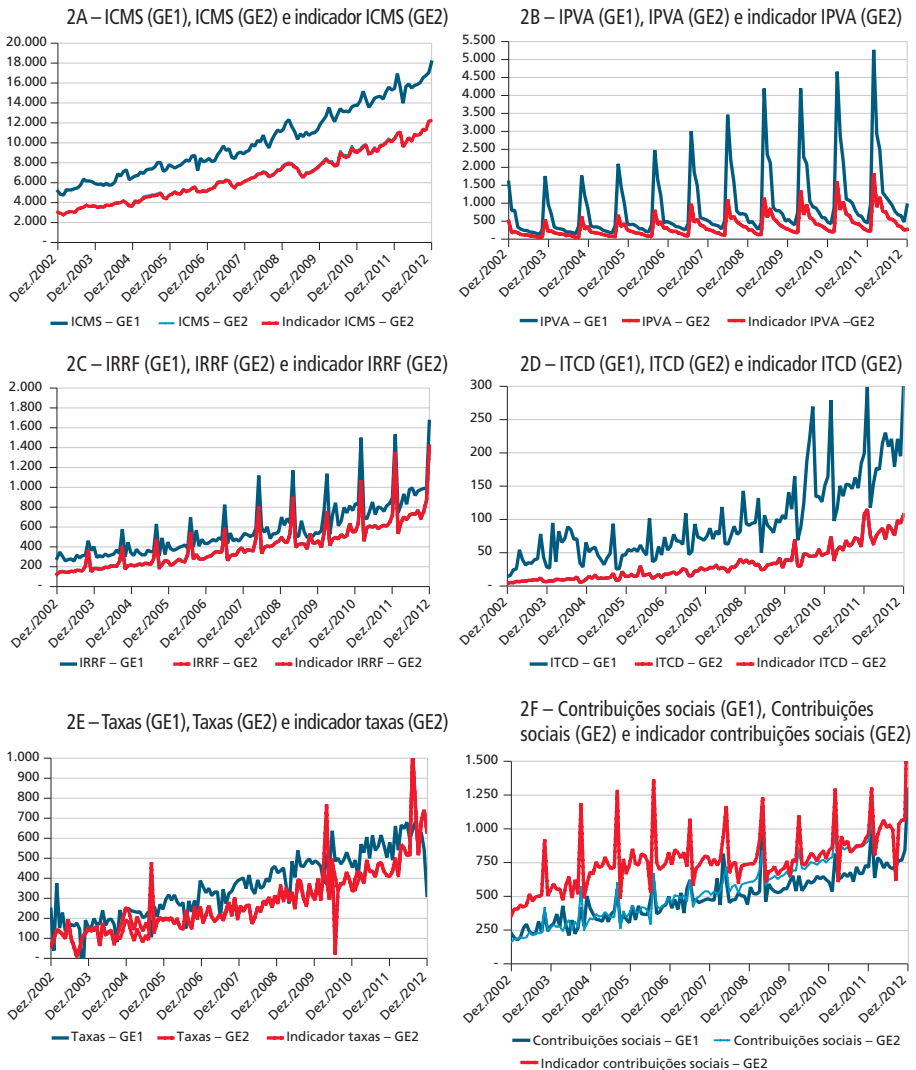 2A – ICMS (GE1), ICMS (GE2) e indicador ICMS (GE2)
20.000
18.000
16.000
14.000
12.000
10.000
8.000
6.000
4.000
2.000
-
Dez./2002
Dez./2003
Dez./2004
Dez./2005
Dez./2006
Dez./2007
Dez./2008
Dez./2009
Dez./2010
Dez./2011
Dez./2012
ICMS – GE1 ICMS – GE2 Indicador ICMS – GE2
2B – IPVA (GE1), IPVA (GE2) e indicador IPVA (GE2)
5.500
5.000
4.500
4.000
3.500
3.000
2.500
2.000
1.500
1.000
500
-
Dez./2002
Dez./2003
Dez./2004
Dez./2005
Dez./2006
Dez./2007
Dez./2008
Dez./2009
Dez./2010
Dez./2011
Dez./2012
IPVA – GE1 IPVA – GE2 Indicador IPVA –GE2
2C – IRRF (GE1), IRRF (GE2) e indicador IRRF (GE2)
2.000
1.800
1.600
1.400
1.200
1.000
800
600
400
200
-
Dez./2002
Dez./2003
Dez./2004
Dez./2005
Dez./2006
Dez./2007
Dez./2008
Dez./2009
Dez./2010
Dez./2011
Dez./2012
IRRF – GE1 IRRF – GE2 Indicador IRRF – GE2
2D – ITCD (GE1), ITCD (GE2) e indicador ITCD (GE2)
300
250
200
150
100
50
-
Dez./2002
Dez./2003
Dez./2004
Dez./2005
Dez./2006
Dez./2007
Dez./2008
Dez./2009
Dez./2010
Dez./2011
Dez./2012
ITCD – GE1 ITCD – GE2 Indicador ITCD – GE2
2E – Taxas (GE1), Taxas (GE2) e indicador taxas (GE2)
1.000
900
800
700
600
500
400
300
200
100
-
Dez./2002
Dez./2003
Dez./2004
Dez./2005
Dez./2006
Dez./2007
Dez./2008
Dez./2009
Dez./2010
Dez./2011
Dez./2012
Taxas – GE1 Taxas – GE2 Indicador taxas – GE2
2F – Contribuições sociais (GE1), Contribuições
sociais (GE2) e indicador contribuições sociais (GE2)
1.500
1.250
1.000
750
500
250
-
Dez./2002
Dez./2003
Dez./2004
Dez./2005
Dez./2006
Dez./2007
Dez./2008
Dez./2009
Dez./2010
Dez./2011
Dez./2012
Contribuições sociais – GE1 Contribuições sociais – GE2
Indicador contribuições sociais – GE2